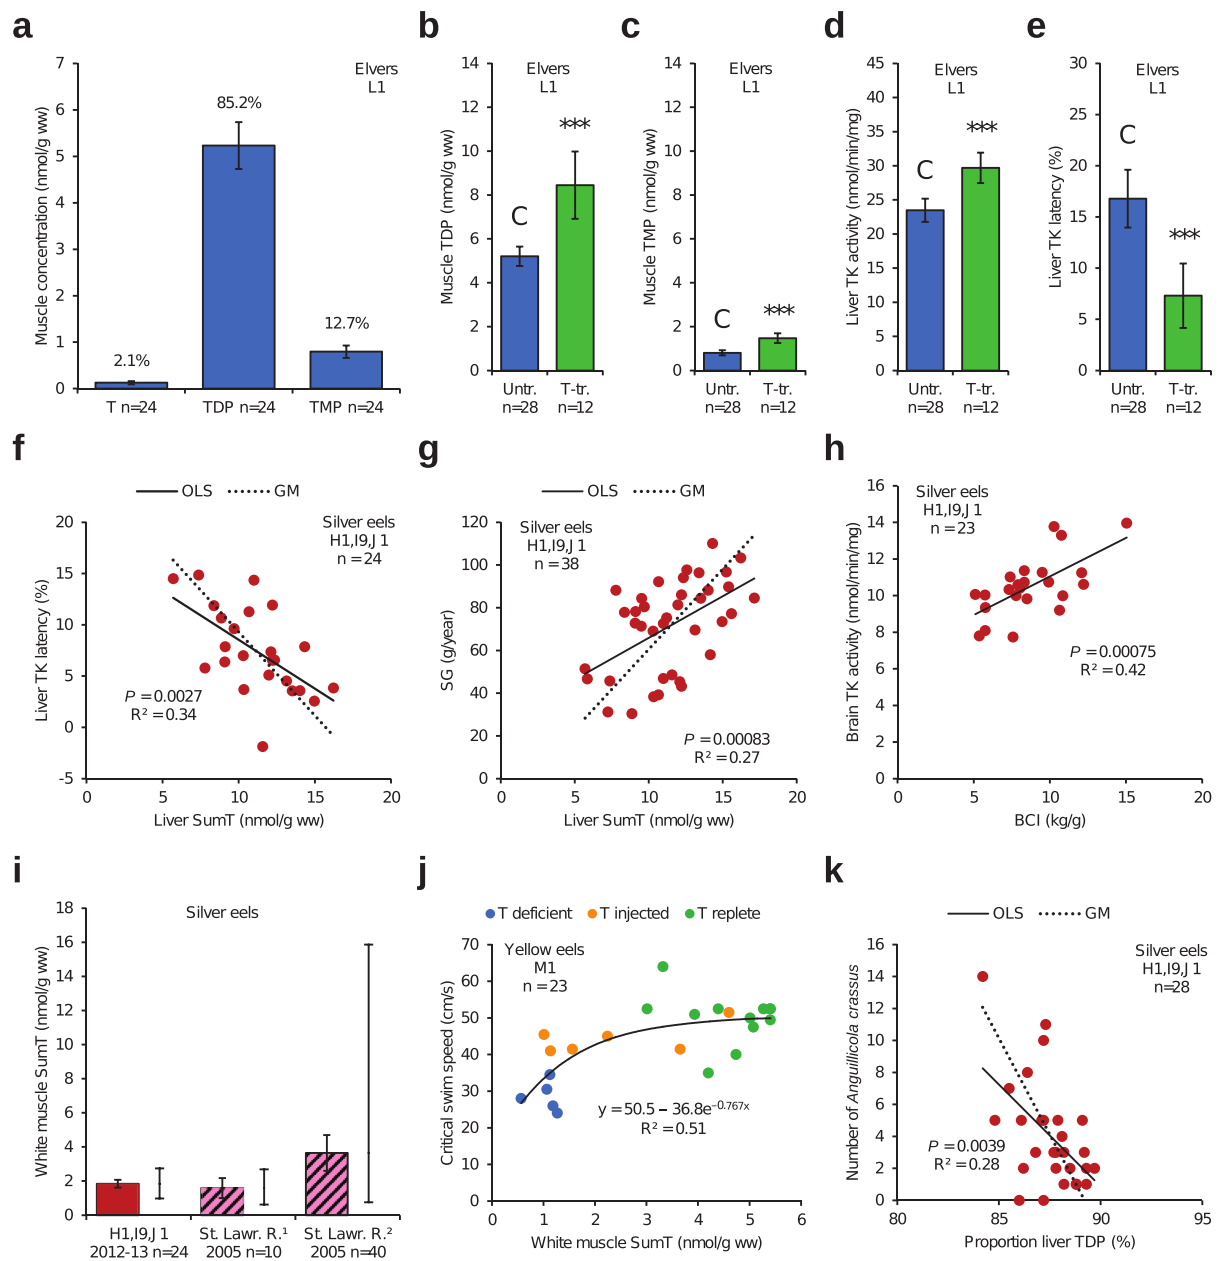 a
Elvers
L1
Muscle concentration (nmol/g ww)
7
6
5
4
3
2
1
0
2.1%
85.2%
12.7%
T n=24
TDP n=24
TMP n=24
b
Elvers
L1
Muscle TDP (nmol/g ww)
14
12
10
8
6
4
2
0
C
***
Untr.
n=28
T-tr.
n=12
c
Elvers
L1
Muscle TMP (nmol/g ww)
14
12
10
8
6
4
2
0
C
***
Untr.
n=28
T-tr.
n=12
d
Elvers
L1
Liver TK activity (nmol/min/mg)
45
40
35
30
25
20
15
10
5
0
C
***
Untr.
n=28
T-tr.
n=12
e
Elvers
L1
Liver TK latency (%)
30
25
20
15
10
5
0
C
***
Untr.
n=28
T-tr.
n=12
f
OLS
GM
Silver eels
H1,I9,J1
n = 24
Liver TK latency (%)
20
15
10
5
0
-5
P = 0.0027
R² = 0.34
0
5
10
15
20
Liver SumT (nmol/g ww)
g
OLS
GM
Silver eels
H1,I9,J1
n = 38
SG (g/year)
120
100
80
60
40
20
0
P = 0.00083
R² = 0.27
0
5
10
15
20
Liver SumT (nmol/g ww)
h
Silver eels
H1,I9,J1
n = 23
Brain TK activity (nmol/min/mg)
16
14
12
10
8
6
4
2
0
P = 0.00075
R² = 0.42
0
5
10
15
20
BCI (kg/g)
i
Silver eels
White muscle SumT (nmol/g ww)
18
16
14
12
10
8
6
4
2
0
H1,I9,J1
2012-13 n=24
St. Lawr. R.¹
2005 n=10
St. Lawr. R.²
2005 n=40
j
T deficient
T injected
T replete
Yellow eels
M1
n = 23
Critical swim speed (cm/s)
70
60
50
40
30
20
10
0
y = 50.5 – 36.8e⁻⁰·⁷⁶⁷ˣ
R² = 0.51
0
1
2
3
4
5
6
White muscle SumT (nmol/g ww)
k
OLS
GM
Silver eels
H1,I9,J1
n=28
Number of Anguillicola crassus
16
14
12
10
8
6
4
2
0
P = 0.0039
R² = 0.28
80
85
90
95
Proportion liver TDP (%)